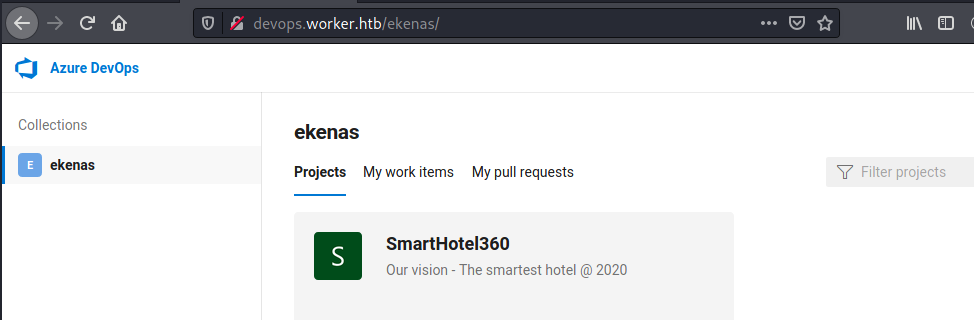 devops.worker.htb/ekenas/
Azure DevOps
Collections
E ekenas
ekenas
Projects My work items My pull requests
Filter projects
S
SmartHotel360
Our vision - The smartest hotel @ 2020